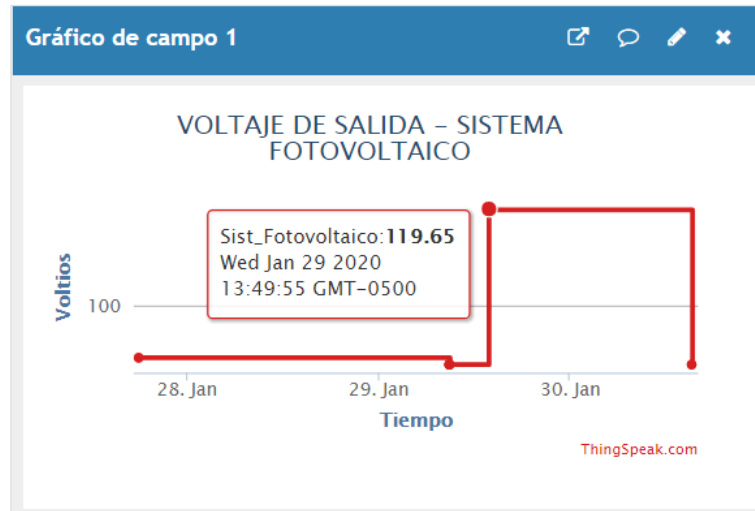 Gráfico de campo 1
VOLTAJE DE SALIDA – SISTEMA
FOTOVOLTAICO
Sist_Fotovoltaico:119.65
Wed Jan 29 2020
13:49:55 GMT-0500
Voltios
100
28. Jan 29. Jan 30. Jan
Tiempo
ThingSpeak.com